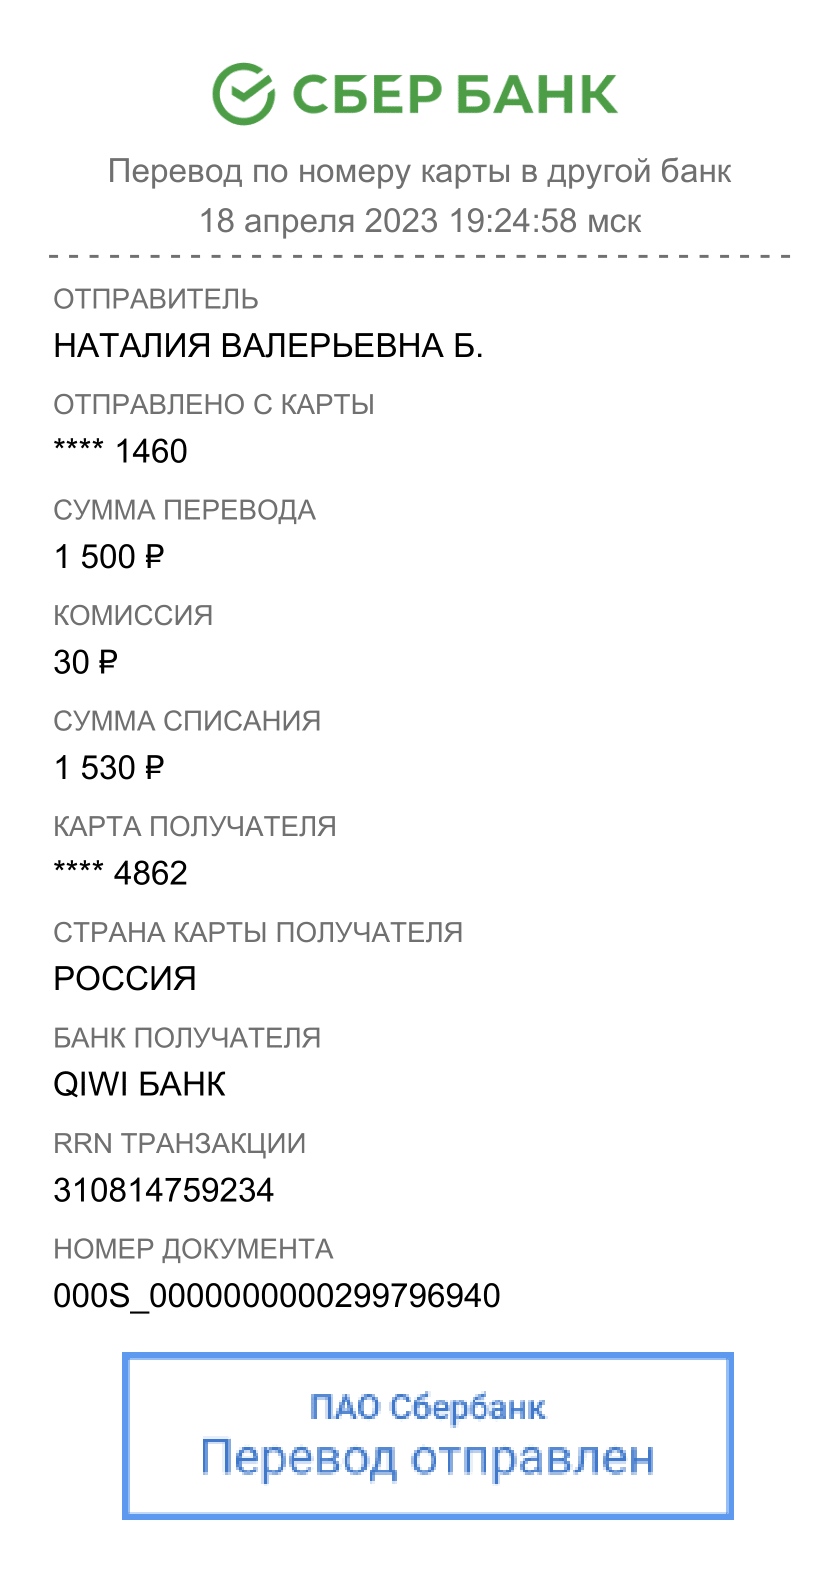 СБЕР БАНК
Перевод по номеру карты в другой банк
18 апреля 2023 19:24:58 мск
ОТПРАВИТЕЛЬ
НАТАЛИЯ ВАЛЕРЬЕВНА Б.
ОТПРАВЛЕНО С КАРТЫ
**** 1460
СУММА ПЕРЕВОДА
1 500 ₽
КОМИССИЯ
30 ₽
СУММА СПИСАНИЯ
1 530 ₽
КАРТА ПОЛУЧАТЕЛЯ
**** 4862
СТРАНА КАРТЫ ПОЛУЧАТЕЛЯ
РОССИЯ
БАНК ПОЛУЧАТЕЛЯ
QIWI БАНК
RRN ТРАНЗАКЦИИ
310814759234
НОМЕР ДОКУМЕНТА
000S_0000000000299796940
ПАО Сбербанк
Перевод отправлен